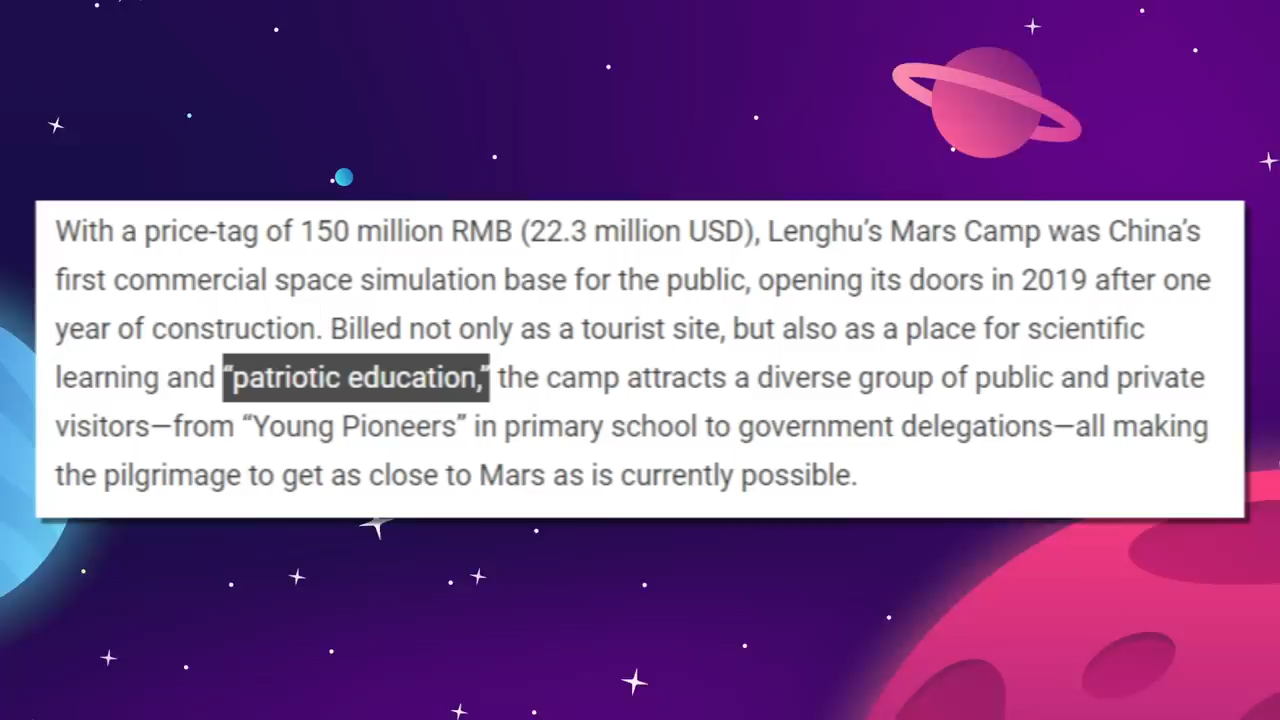 With a price-tag of 150 million RMB (22.3 million USD), Lenghu’s Mars Camp was China’s
first commercial space simulation base for the public, opening its doors in 2019 after one
year of construction. Billed not only as a tourist site, but also as a place for scientific
learning and “patriotic education,” the camp attracts a diverse group of public and private
visitors—from “Young Pioneers” in primary school to government delegations—all making
the pilgrimage to get as close to Mars as is currently possible.